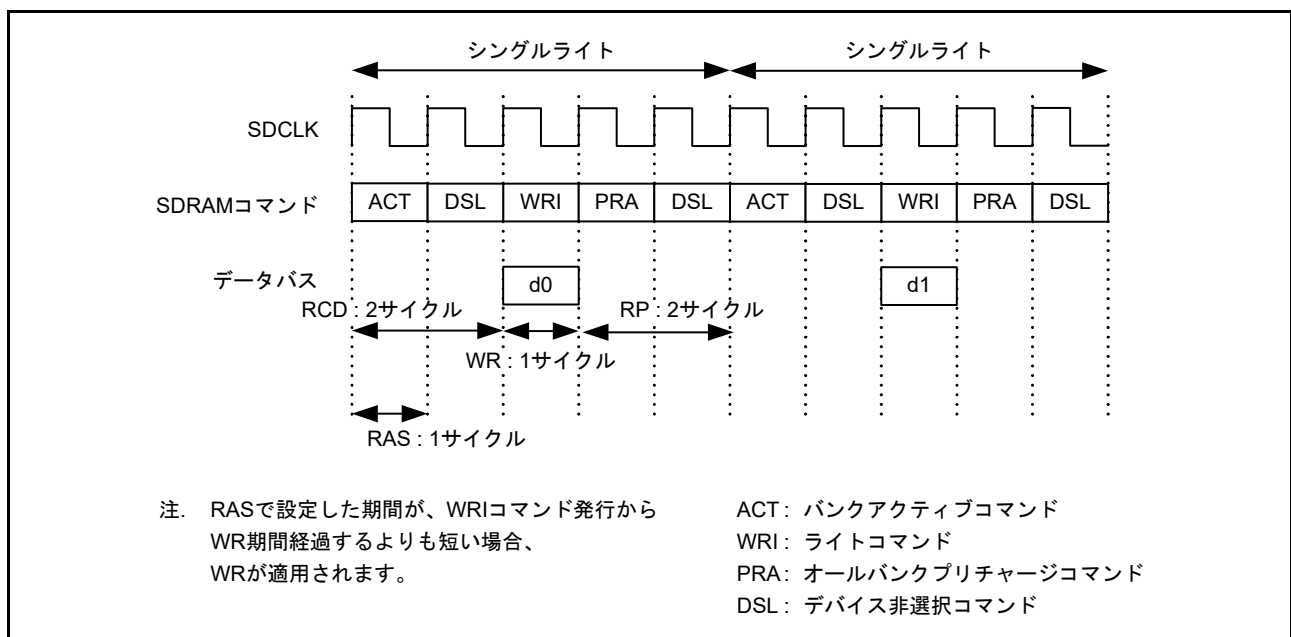 シングルライト シングルライト
SDCLK
SDRAMコマンド ACT DSL WRI PRA DSL ACT DSL WRI PRA DSL
データバス d0 d1
RCD : 2サイクル RP : 2サイクル
WR : 1サイクル
RAS : 1サイクル
注. RASで設定した期間が、WRIコマンド発行から
WR期間経過するよりも短い場合、
WRが適用されます。
ACT : バンクアクティブコマンド
WRI : ライトコマンド
PRA : オールバンクプリチャージコマンド
DSL : デバイス非選択コマンド